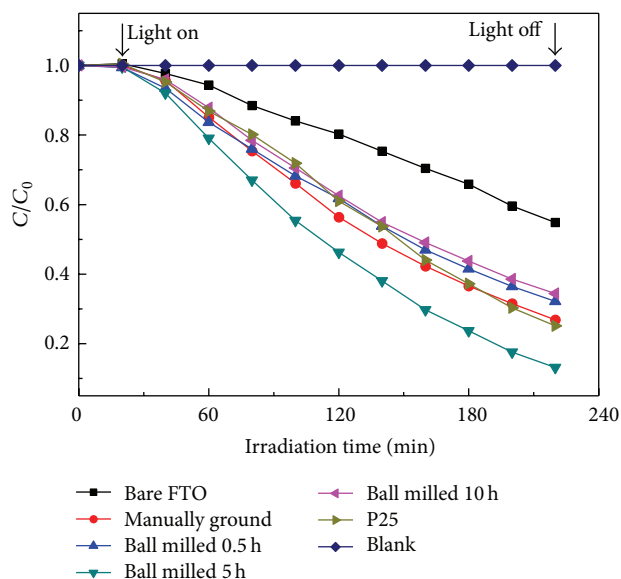 Light on
Light off
1.0
0.8
0.6
0.4
0.2
C/C₀
0 60 120 180 240
Irradiation time (min)
Bare FTO
Manually ground
Ball milled 0.5 h
Ball milled 5 h
Ball milled 10 h
P25
Blank